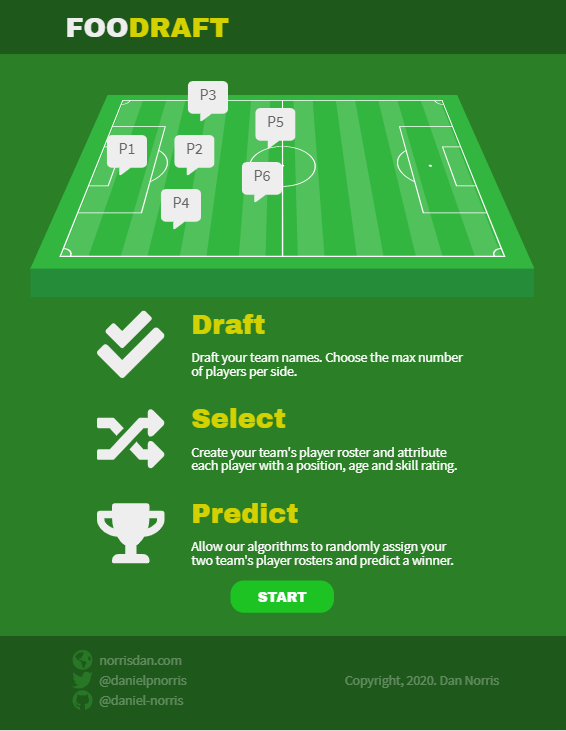 FOODRAFT
P3
P5
P1
P2
P6
P4
Draft
Draft your team names. Choose the max number
of players per side.
Select
Create your team's player roster and attribute
each player with a position, age and skill rating.
Predict
Allow our algorithms to randomly assign your
two team's player rosters and predict a winner.
START
norrisdan.com
@danielpnorris
@daniel-norris
Copyright, 2020. Dan Norris